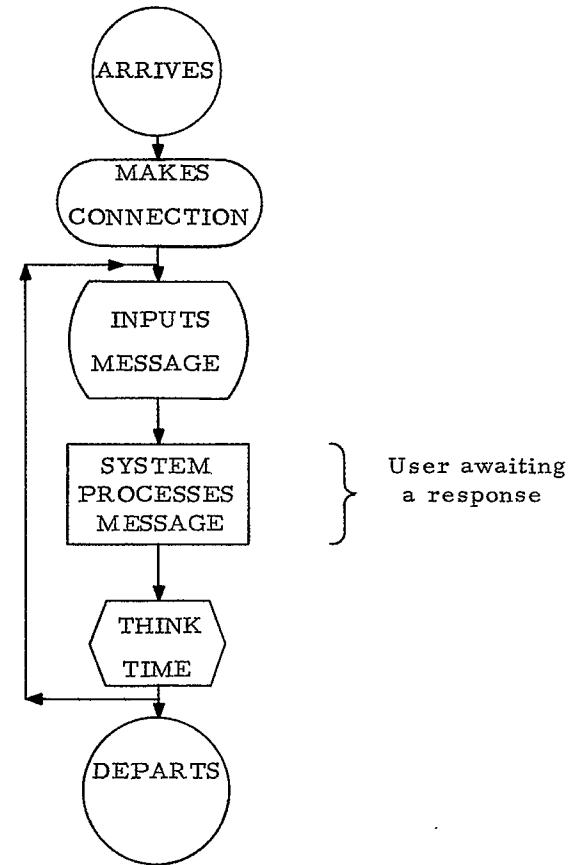 ARRIVES
MAKES
CONNECTION
INPUTS
MESSAGE
SYSTEM
PROCESSES
MESSAGE
User awaiting
a response
THINK
TIME
DEPARTS